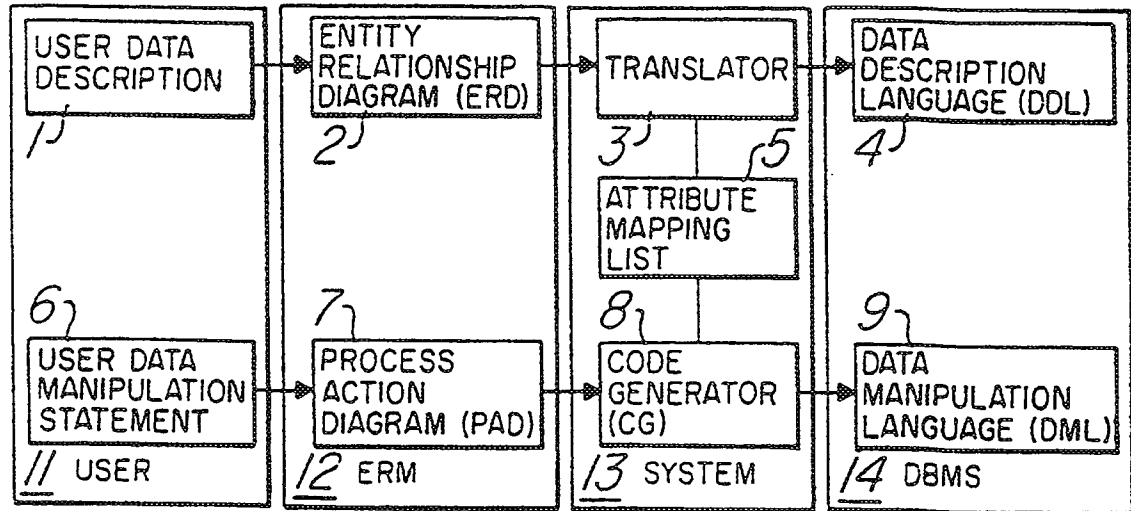 USER DATA
DESCRIPTION
1
ENTITY
RELATIONSHIP
DIAGRAM (ERD)
2
TRANSLATOR
3
DATA
DESCRIPTION
LANGUAGE (DDL)
4
5
ATTRIBUTE
MAPPING
LIST
6
USER DATA
MANIPULATION
STATEMENT
11 USER
7
PROCESS
ACTION
DIAGRAM (PAD)
12 ERM
8
CODE
GENERATOR
(CG)
13 SYSTEM
9
DATA
MANIPULATION
LANGUAGE (DML)
14 DBMS